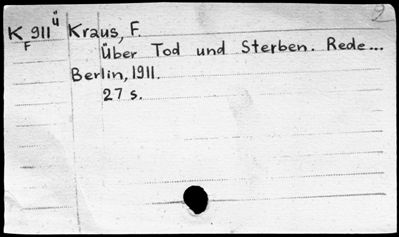 2
K 911 ü Kraus, F.
F
Über Tod und Sterben. Rede...
Berlin, 1911.
27 s.